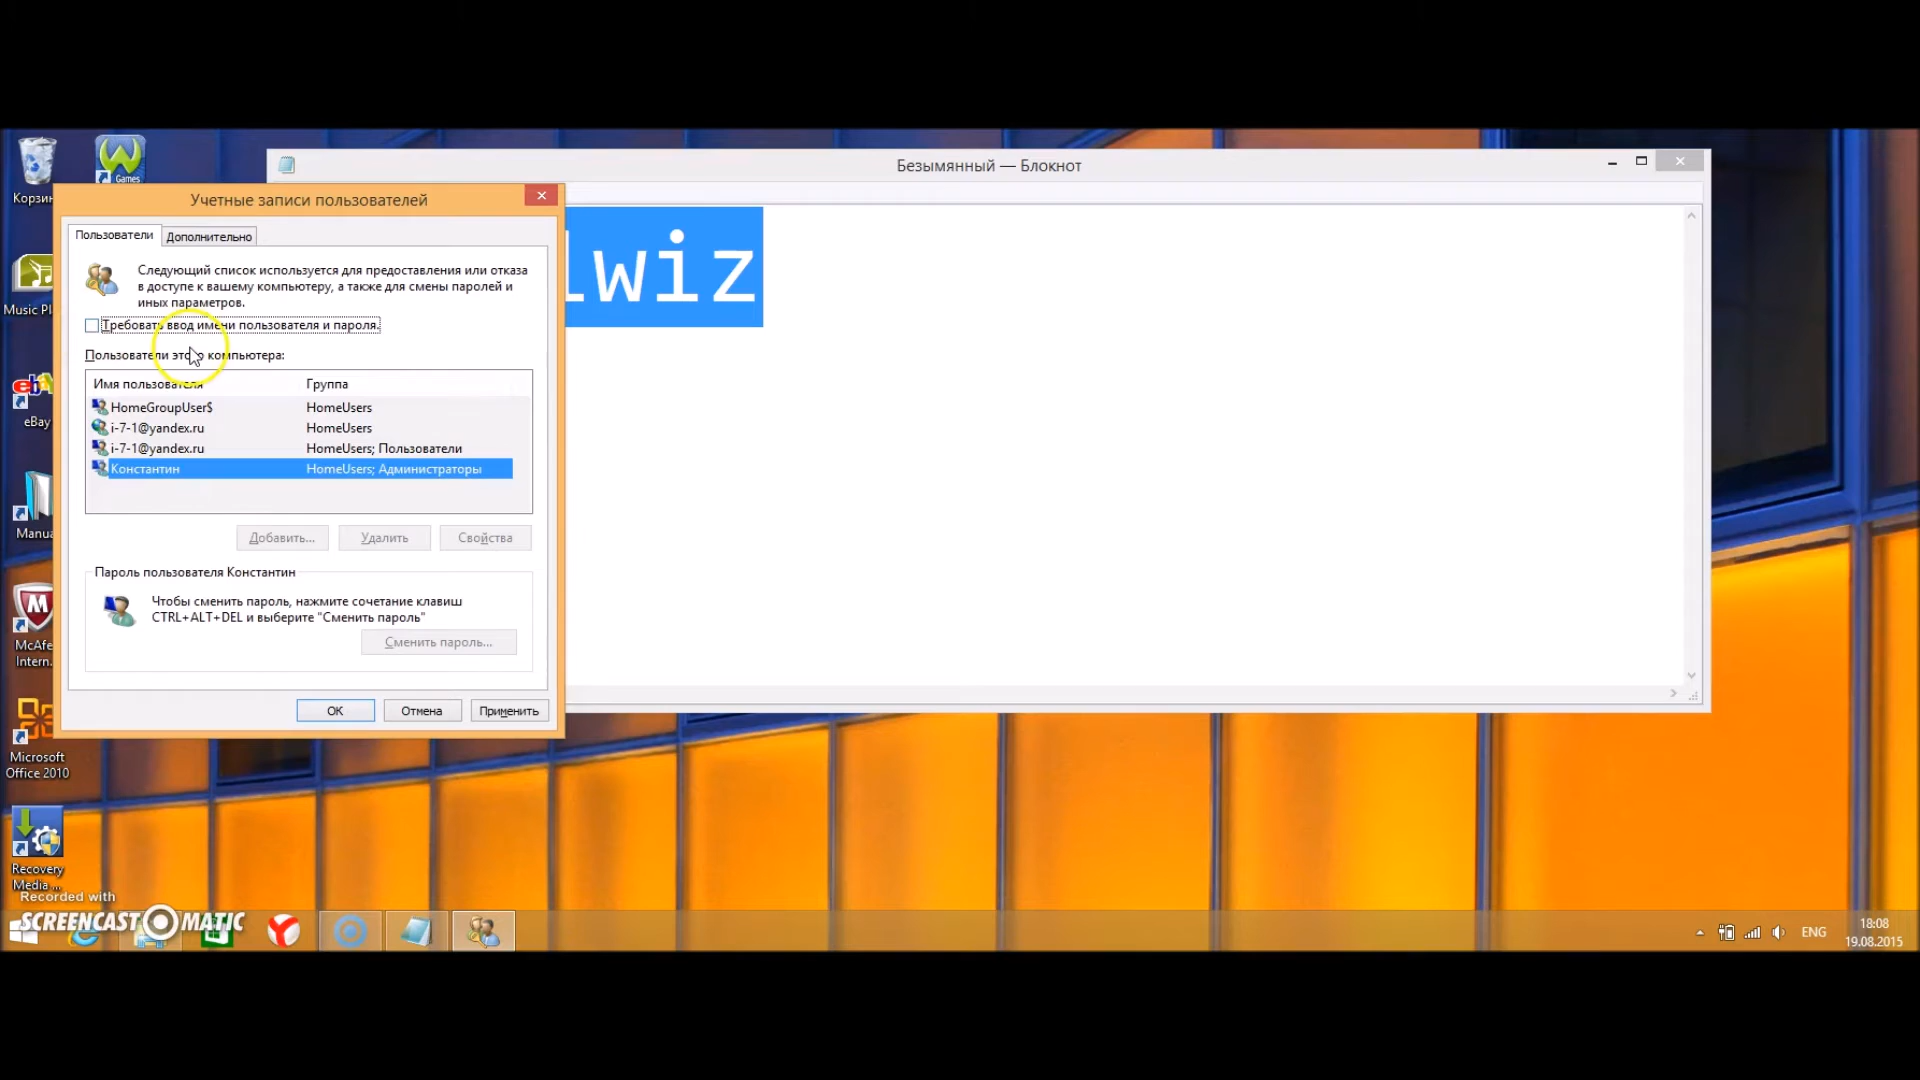 Корзин
Games
Безымянный — Блокнот
Учетные записи пользователей
Пользователи
Дополнительно
lwiz
Следующий список используется для предоставления или отказа
в доступе к вашему компьютеру, а также для смены паролей и
иных параметров.
Требовать ввод имени пользователя и пароля.
Пользователи этого компьютера:
Имя пользователя Группа
HomeGroupUser$ HomeUsers
i-7-1@yandex.ru HomeUsers
i-7-1@yandex.ru HomeUsers; Пользователи
Константин HomeUsers; Администраторы
Добавить... Удалить Свойства
Пароль пользователя Константин
Чтобы сменить пароль, нажмите сочетание клавиш
CTRL+ALT+DEL и выберите "Сменить пароль"
Сменить пароль...
ОК Отмена Применить
Music Pl
eb
eBay
Manua
McAfe
Intern.
Microsoft
Office 2010
Recovery
Media ...
Recorded with
SCREENCAST MATIC
ENG
18:08
19.08.2015